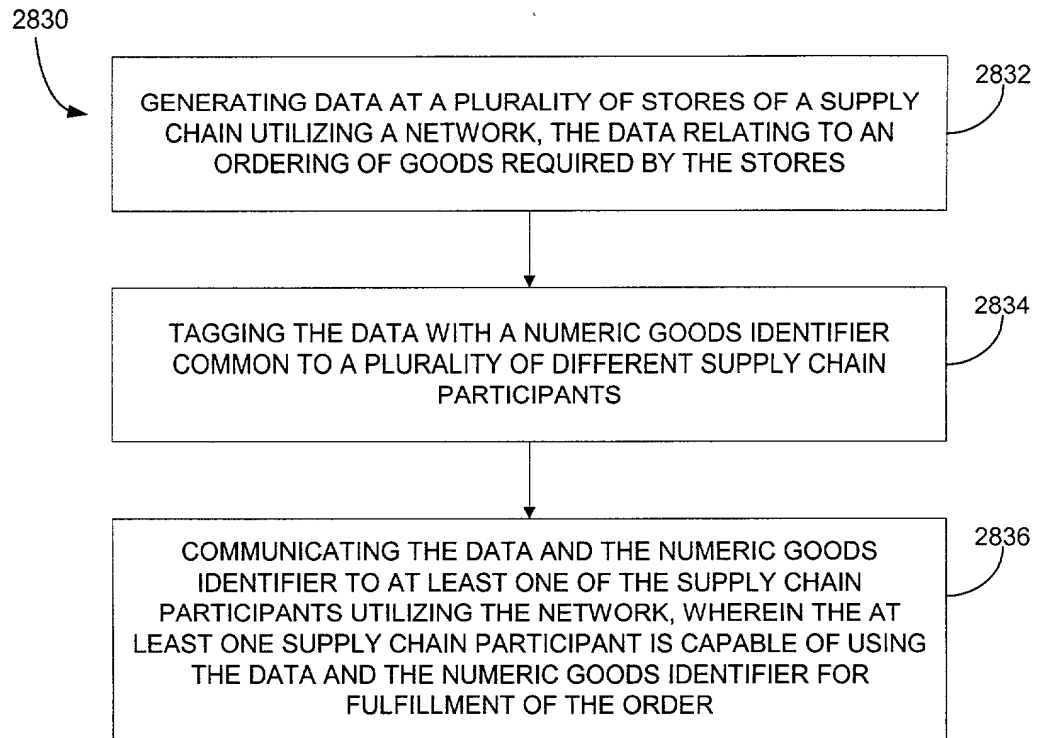 2830
2832
GENERATING DATA AT A PLURALITY OF STORES OF A SUPPLY
CHAIN UTILIZING A NETWORK, THE DATA RELATING TO AN
ORDERING OF GOODS REQUIRED BY THE STORES
2834
TAGGING THE DATA WITH A NUMERIC GOODS IDENTIFIER
COMMON TO A PLURALITY OF DIFFERENT SUPPLY CHAIN
PARTICIPANTS
2836
COMMUNICATING THE DATA AND THE NUMERIC GOODS
IDENTIFIER TO AT LEAST ONE OF THE SUPPLY CHAIN
PARTICIPANTS UTILIZING THE NETWORK, WHEREIN THE AT
LEAST ONE SUPPLY CHAIN PARTICIPANT IS CAPABLE OF USING
THE DATA AND THE NUMERIC GOODS IDENTIFIER FOR
FULFILLMENT OF THE ORDER